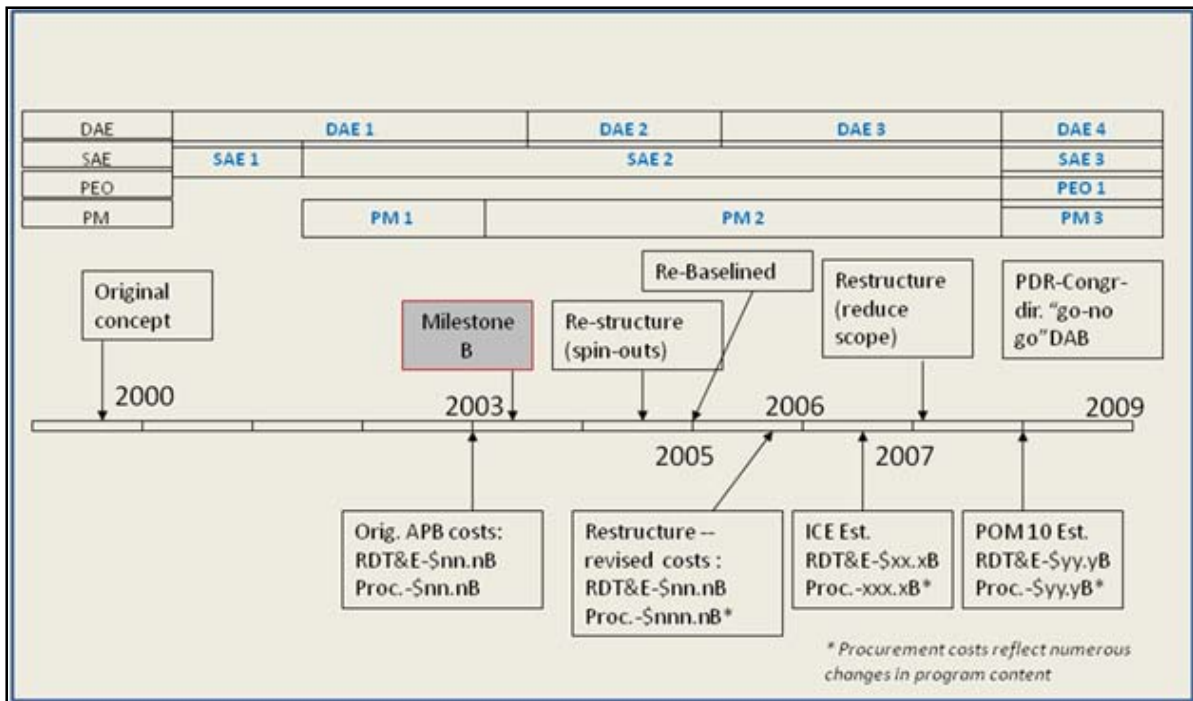 DAE DAE 1 DAE 2 DAE 3 DAE 4
SAE SAE 1 SAE 2 SAE 3
PEO PEO 1
PM PM 1 PM 2 PM 3
Original
concept
Milestone
B
Re-structure
(spin-outs)
Re-Baselined
Restructure
(reduce
scope)
PDR-Congr-
dir. “go-no
go” DAB
2000 2003 2006 2009
2005 2007
Orig. APB costs:
RDT&E-$nn.nB
Proc.-$nn.nB
Restructure --
revised costs :
RDT&E-$nn.nB
Proc.-$nnn.nB*
ICE Est.
RDT&E-$xx.xB
Proc.-xxx.xB*
POM 10 Est.
RDT&E-$yy.yB
Proc.-$yy.yB*
* Procurement costs reflect numerous
changes in program content